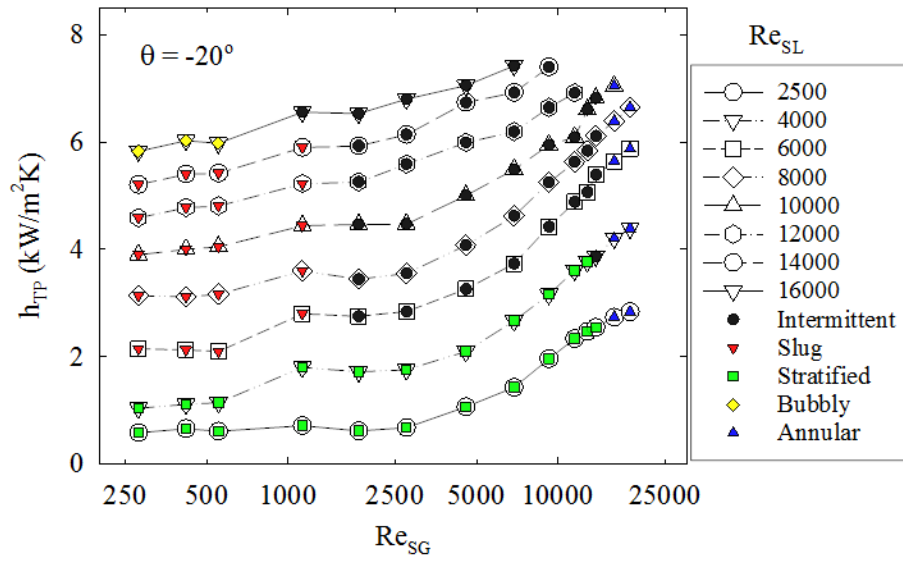 θ = -20°
8
6
4
2
0
h_TP (kW/m²K)
250 500 1000 2500 5000 10000 25000
Re_SG
Re_SL
2500
4000
6000
8000
10000
12000
14000
16000
Intermittent
Slug
Stratified
Bubbly
Annular